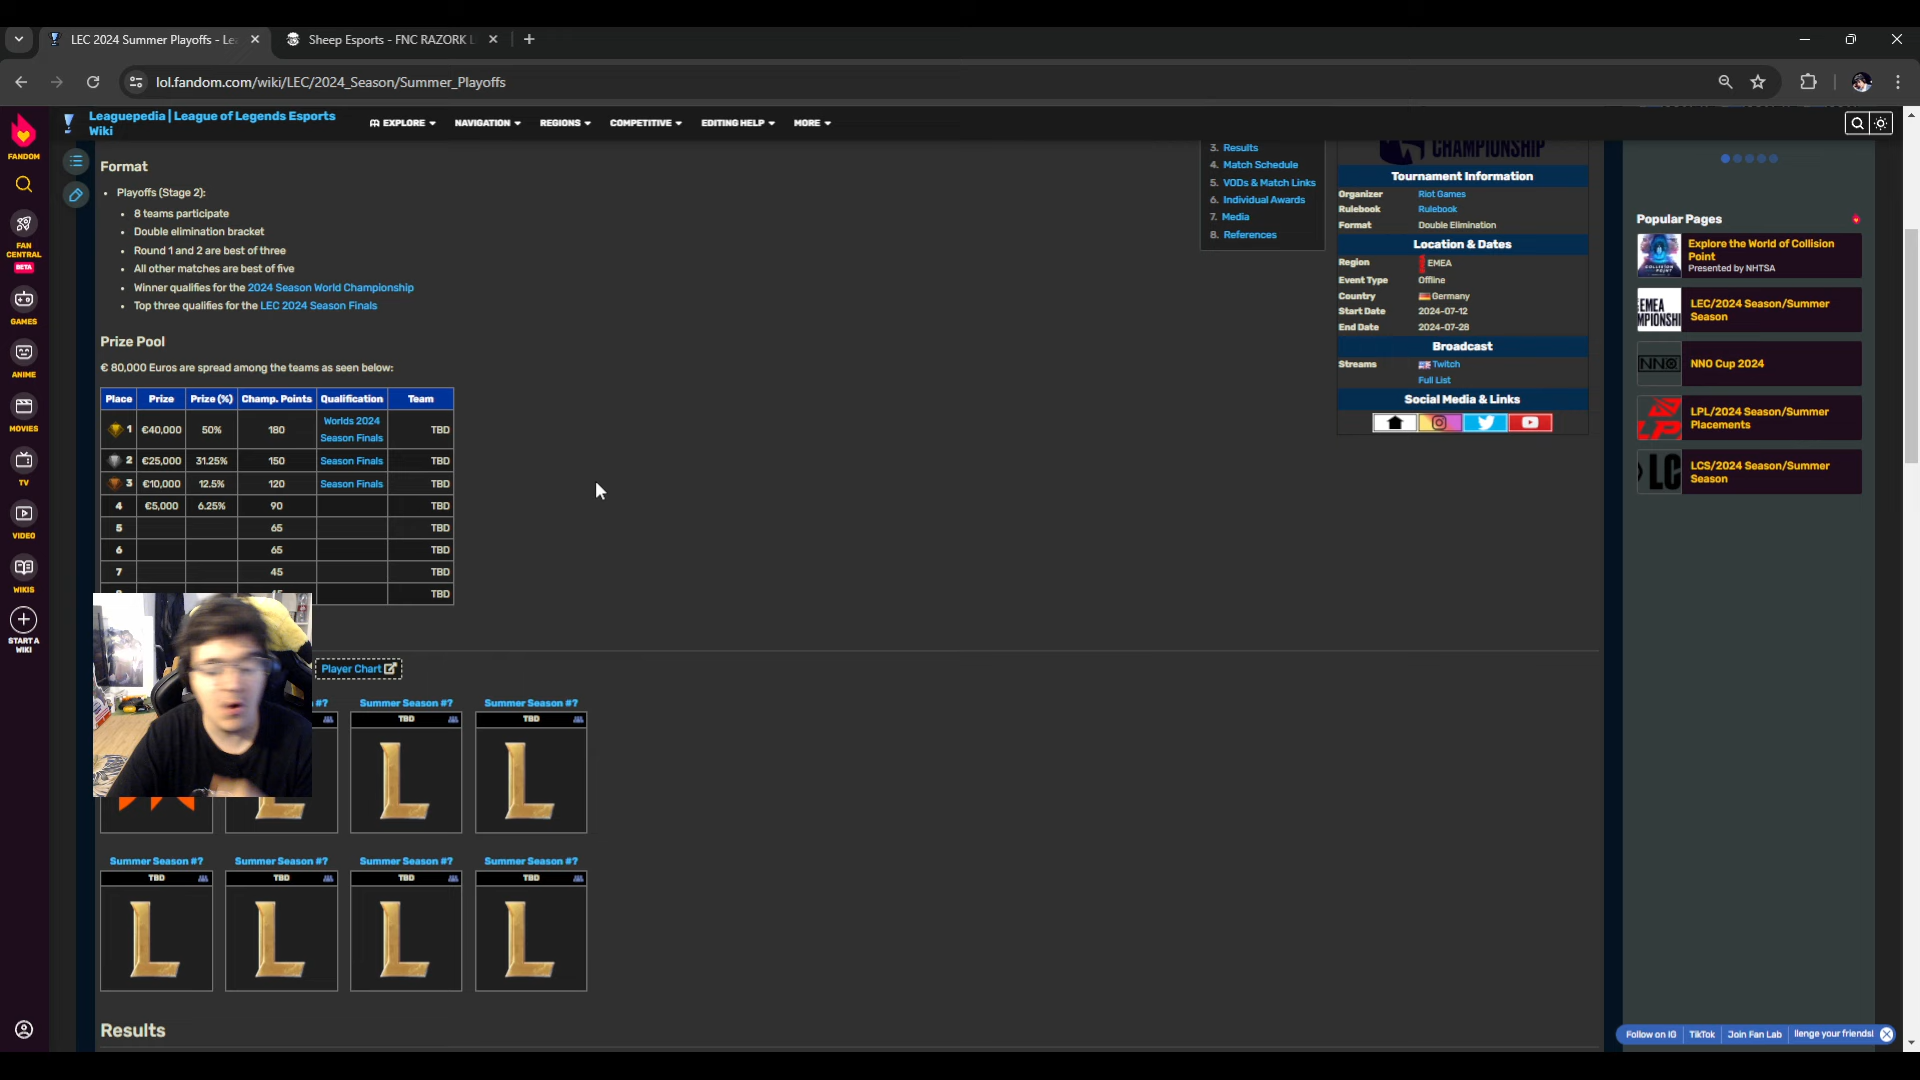 LEC 2024 Summer Playoffs - Le
Sheep Esports - FNC RAZORK L
lol.fandom.com/wiki/LEC/2024_Season/Summer_Playoffs
Leaguepedia | League of Legends Esports
Wiki
EXPLORE
NAVIGATION
REGIONS
COMPETITIVE
EDITING HELP
MORE
FANDOM
FAN
CENTRAL
BETA
GAMES
ANIME
MOVIES
TV
VIDEO
WIKIS
START A
WIKI
Format
• Playoffs (Stage 2):
• 8 teams participate
• Double elimination bracket
• Round 1 and 2 are best of three
• All other matches are best of five
• Winner qualifies for the 2024 Season World Championship
• Top three qualifies for the LEC 2024 Season Finals
Prize Pool
€ 80,000 Euros are spread among the teams as seen below:
Place Prize Prize (%) Champ. Points Qualification Team
1 €40,000 50% 180 Worlds 2024 Season Finals TBD
2 €25,000 31.25% 150 Season Finals TBD
3 €10,000 12.5% 120 Season Finals TBD
4 €5,000 6.25% 90 TBD
5 65 TBD
6 65 TBD
7 45 TBD
TBD
Player Chart
#? Summer Season #? Summer Season #?
TBD TBD
L L
Summer Season #? Summer Season #? Summer Season #? Summer Season #?
TBD TBD TBD TBD
L L L L
Results
3. Results
4. Match Schedule
5. VODs & Match Links
6. Individual Awards
7. Media
8. References
CHAMPIONSHIP
Tournament Information
Organizer Riot Games
Rulebook Rulebook
Format Double Elimination
Location & Dates
Region EMEA
Event Type Offline
Country Germany
Start Date 2024-07-12
End Date 2024-07-28
Broadcast
Streams Twitch
Full List
Social Media & Links
Popular Pages
Explore the World of Collision
Point
Presented by NHTSA
EMEA
MPIONSHI
LEC/2024 Season/Summer
Season
NNO
NNO Cup 2024
LPL/2024 Season/Summer
Placements
LC
LCS/2024 Season/Summer
Season
Follow on IG
TikTok
Join Fan Lab
llenge your friends!